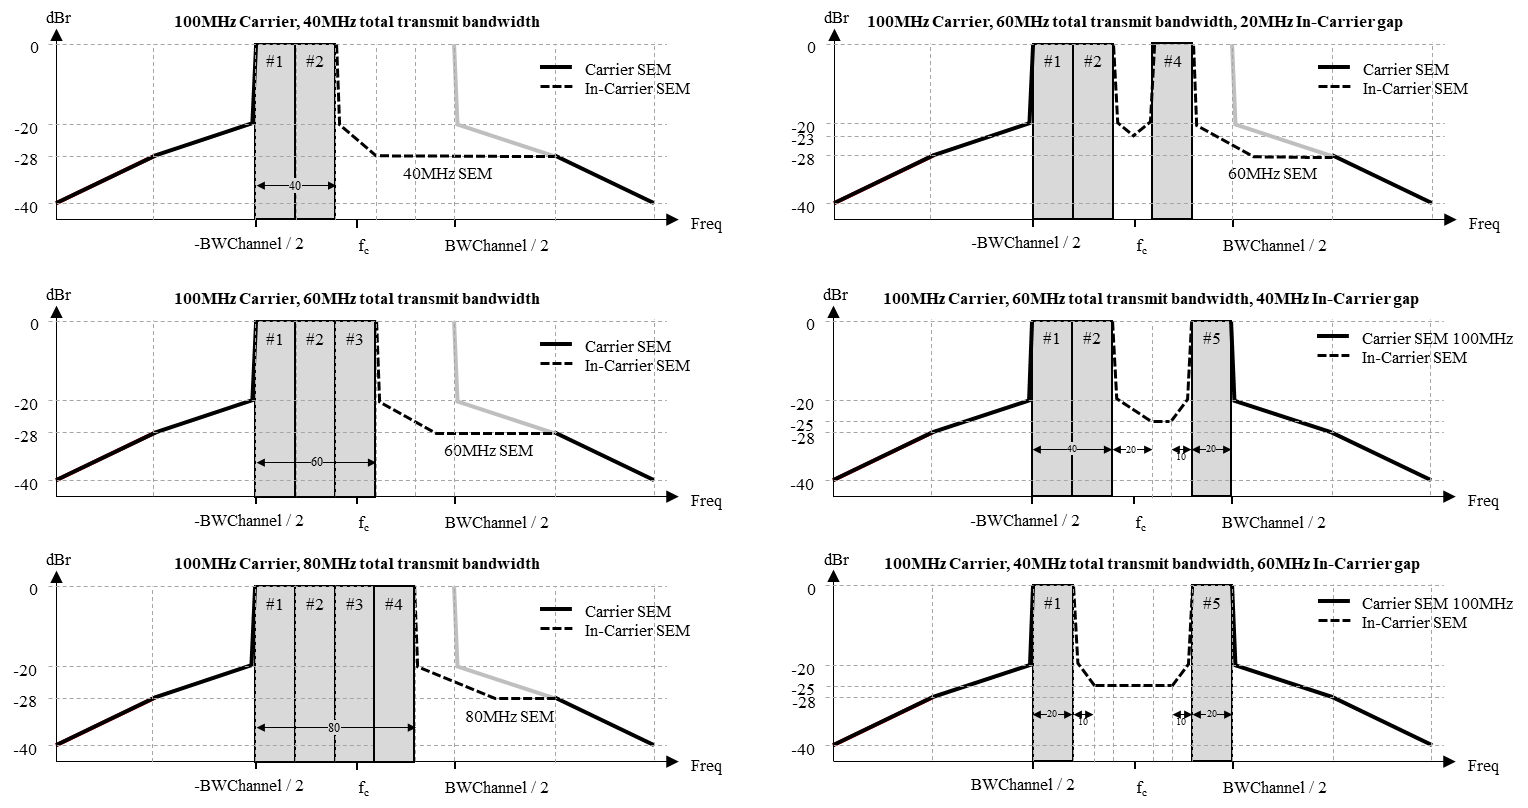 dBr
100MHz Carrier, 40MHz total transmit bandwidth
0
#1 #2
Carrier SEM
In-Carrier SEM
-20
-28
40MHz SEM
40
-40
Freq
-BWChannel / 2
fc
BWChannel / 2
dBr
100MHz Carrier, 60MHz total transmit bandwidth, 20MHz In-Carrier gap
0
#1 #2 #4
Carrier SEM
In-Carrier SEM
-20
-23
-28
60MHz SEM
-40
Freq
-BWChannel / 2
fc
BWChannel / 2
dBr
100MHz Carrier, 60MHz total transmit bandwidth
0
#1 #2 #3
Carrier SEM
In-Carrier SEM
-20
-28
60MHz SEM
60
-40
Freq
-BWChannel / 2
fc
BWChannel / 2
dBr
100MHz Carrier, 60MHz total transmit bandwidth, 40MHz In-Carrier gap
0
#1 #2 #5
Carrier SEM 100MHz
In-Carrier SEM
-20
-25
-28
40 20 10 20
-40
Freq
-BWChannel / 2
fc
BWChannel / 2
dBr
100MHz Carrier, 80MHz total transmit bandwidth
0
#1 #2 #3 #4
Carrier SEM
In-Carrier SEM
-20
-28
80MHz SEM
80
-40
Freq
-BWChannel / 2
fc
BWChannel / 2
dBr
100MHz Carrier, 40MHz total transmit bandwidth, 60MHz In-Carrier gap
0
#1 #5
Carrier SEM 100MHz
In-Carrier SEM
-20
-25
-28
20 10 10 20
-40
Freq
BWChannel / 2
fc
BWChannel / 2